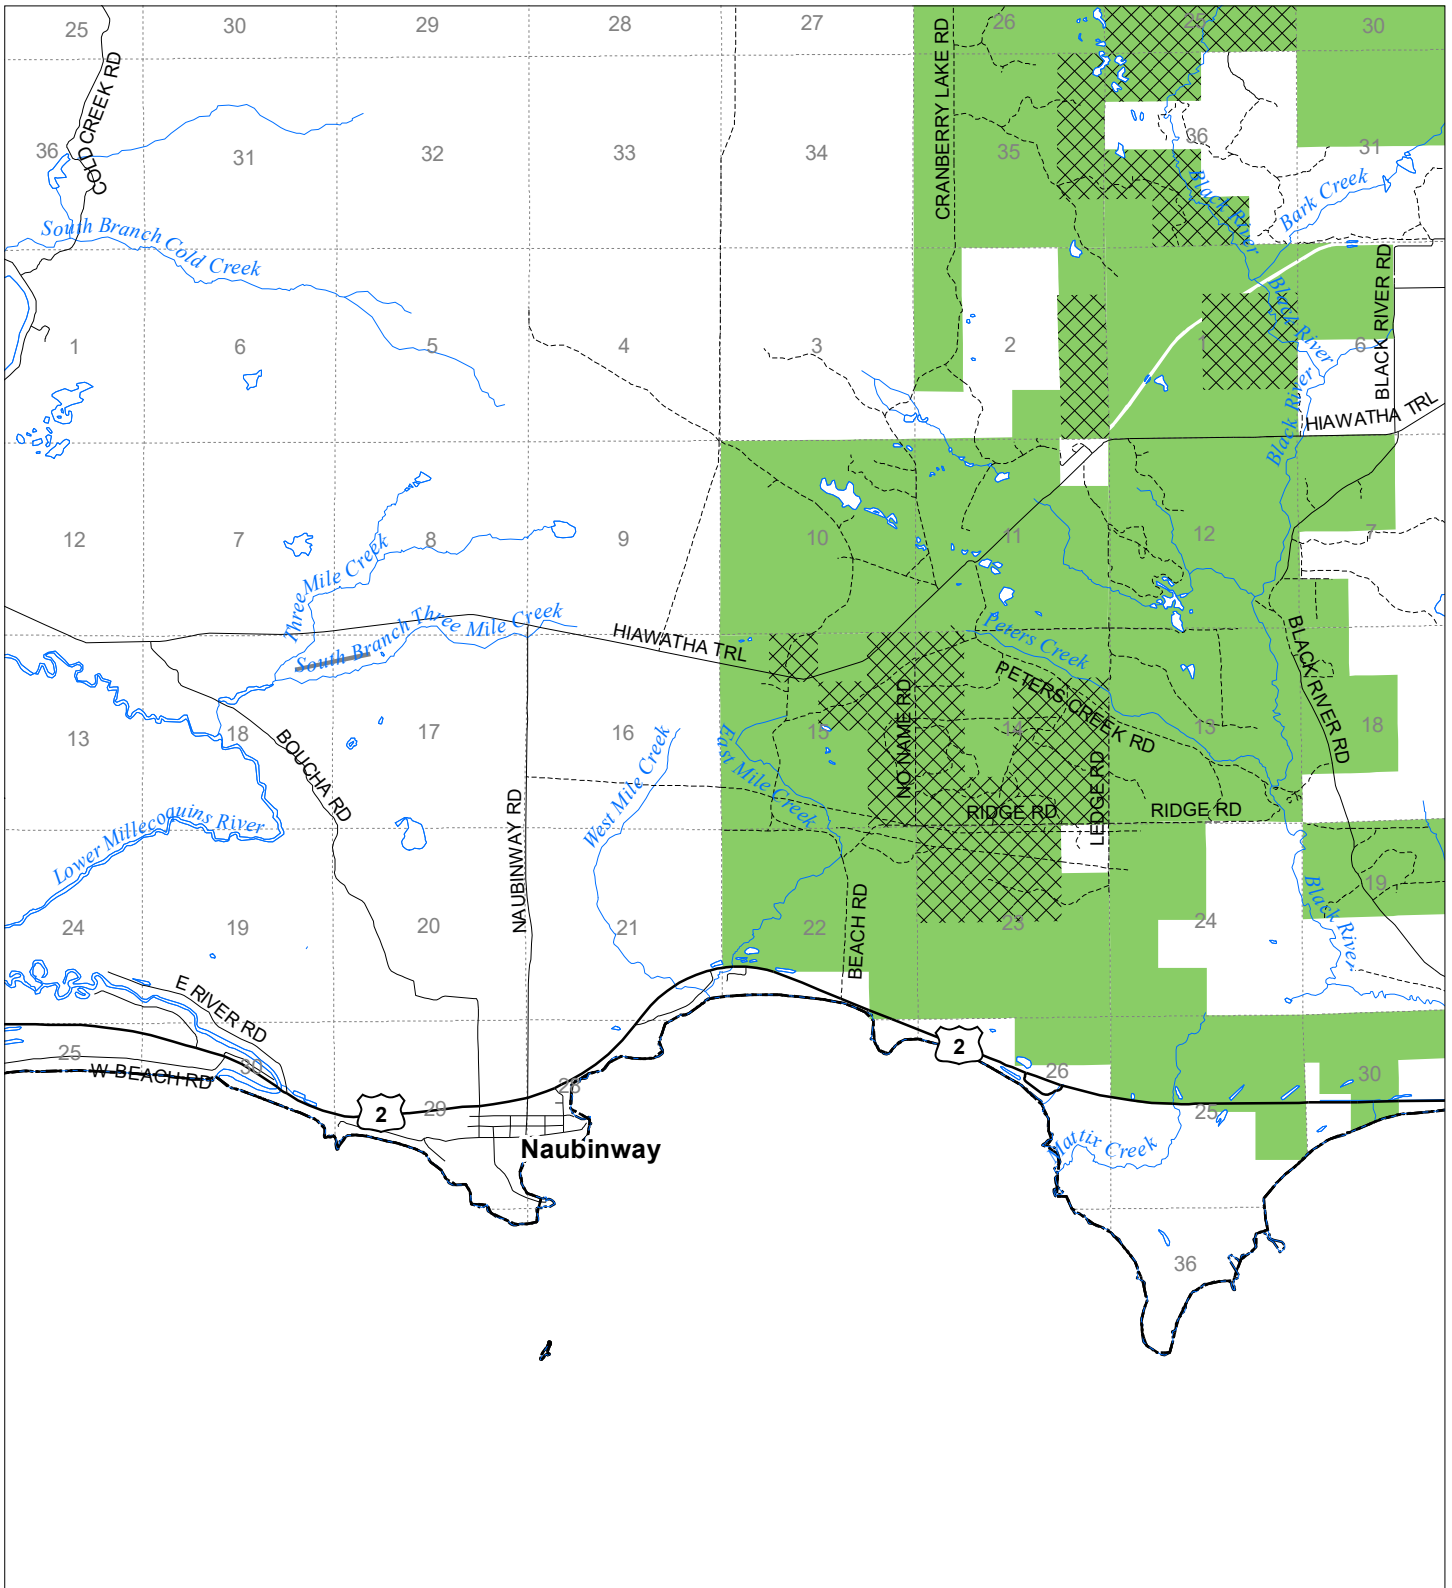 25
30
29
28
27
26
25
30
COLD CREEK RD
CRANBERRY LAKE RD
36
31
32
33
34
35
36
31
Black River
Bark Creek
South Branch Cold Creek
BLACK RIVER RD
Black River
1
6
5
4
3
2
1
6
Black River
HIAWATHA TRL
12
7
8
9
10
11
12
7
Three Mile Creek
South Branch Three Mile Creek
HIAWATHA TRL
Peters Creek
PETERS CREEK RD
BLACK RIVER RD
13
18
17
16
15
14
13
18
BOUCHA RD
NAUBINWAY RD
West Mile Creek
East Mile Creek
NO NAME RD
LEDGE RD
RIDGE RD
RIDGE RD
Lower Millecoquins River
24
19
20
21
22
23
24
19
BEACH RD
Black River
E RIVER RD
25
W BEACH RD
30
29
28
2
2
26
25
30
Naubinway
Mattix Creek
36